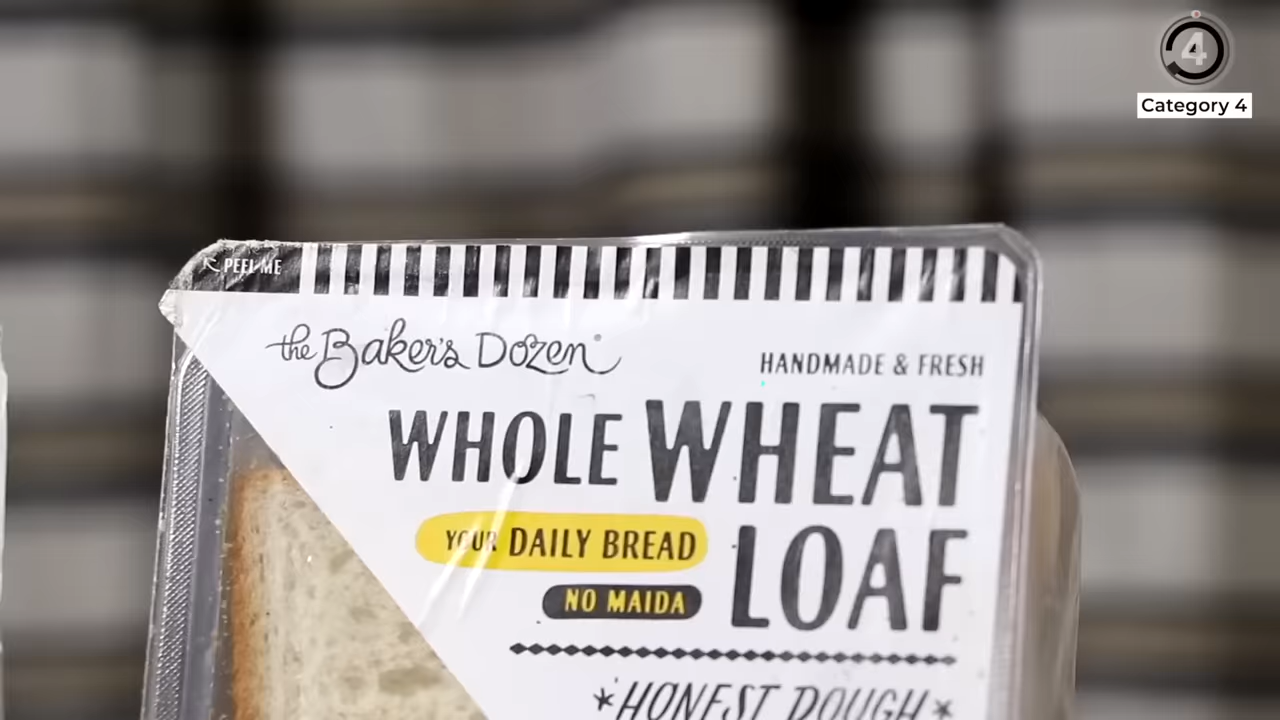 4
Category 4
PEEL ME
the Baker's Dozen
HANDMADE & FRESH
WHOLE WHEAT
YOUR DAILY BREAD
LOAF
NO MAIDA
*HONEST DOUGH*